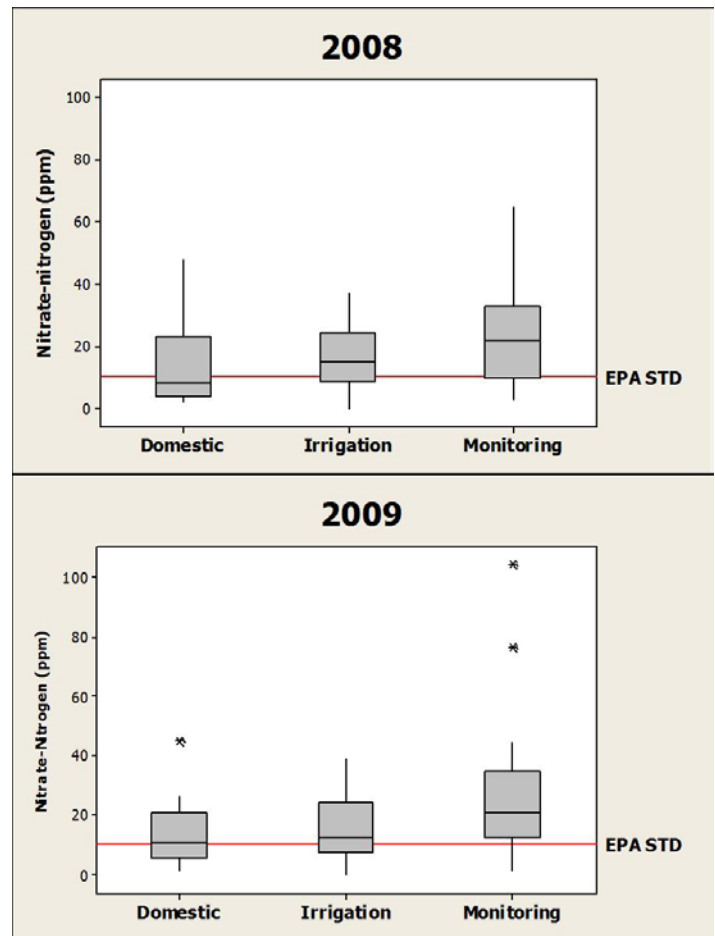 2008
100
80
60
40
20
0
Nitrate-nitrogen (ppm)
EPA STD
Domestic Irrigation Monitoring
2009
100
80
60
40
20
0
Nitrate-Nitrogen (ppm)
EPA STD
Domestic Irrigation Monitoring